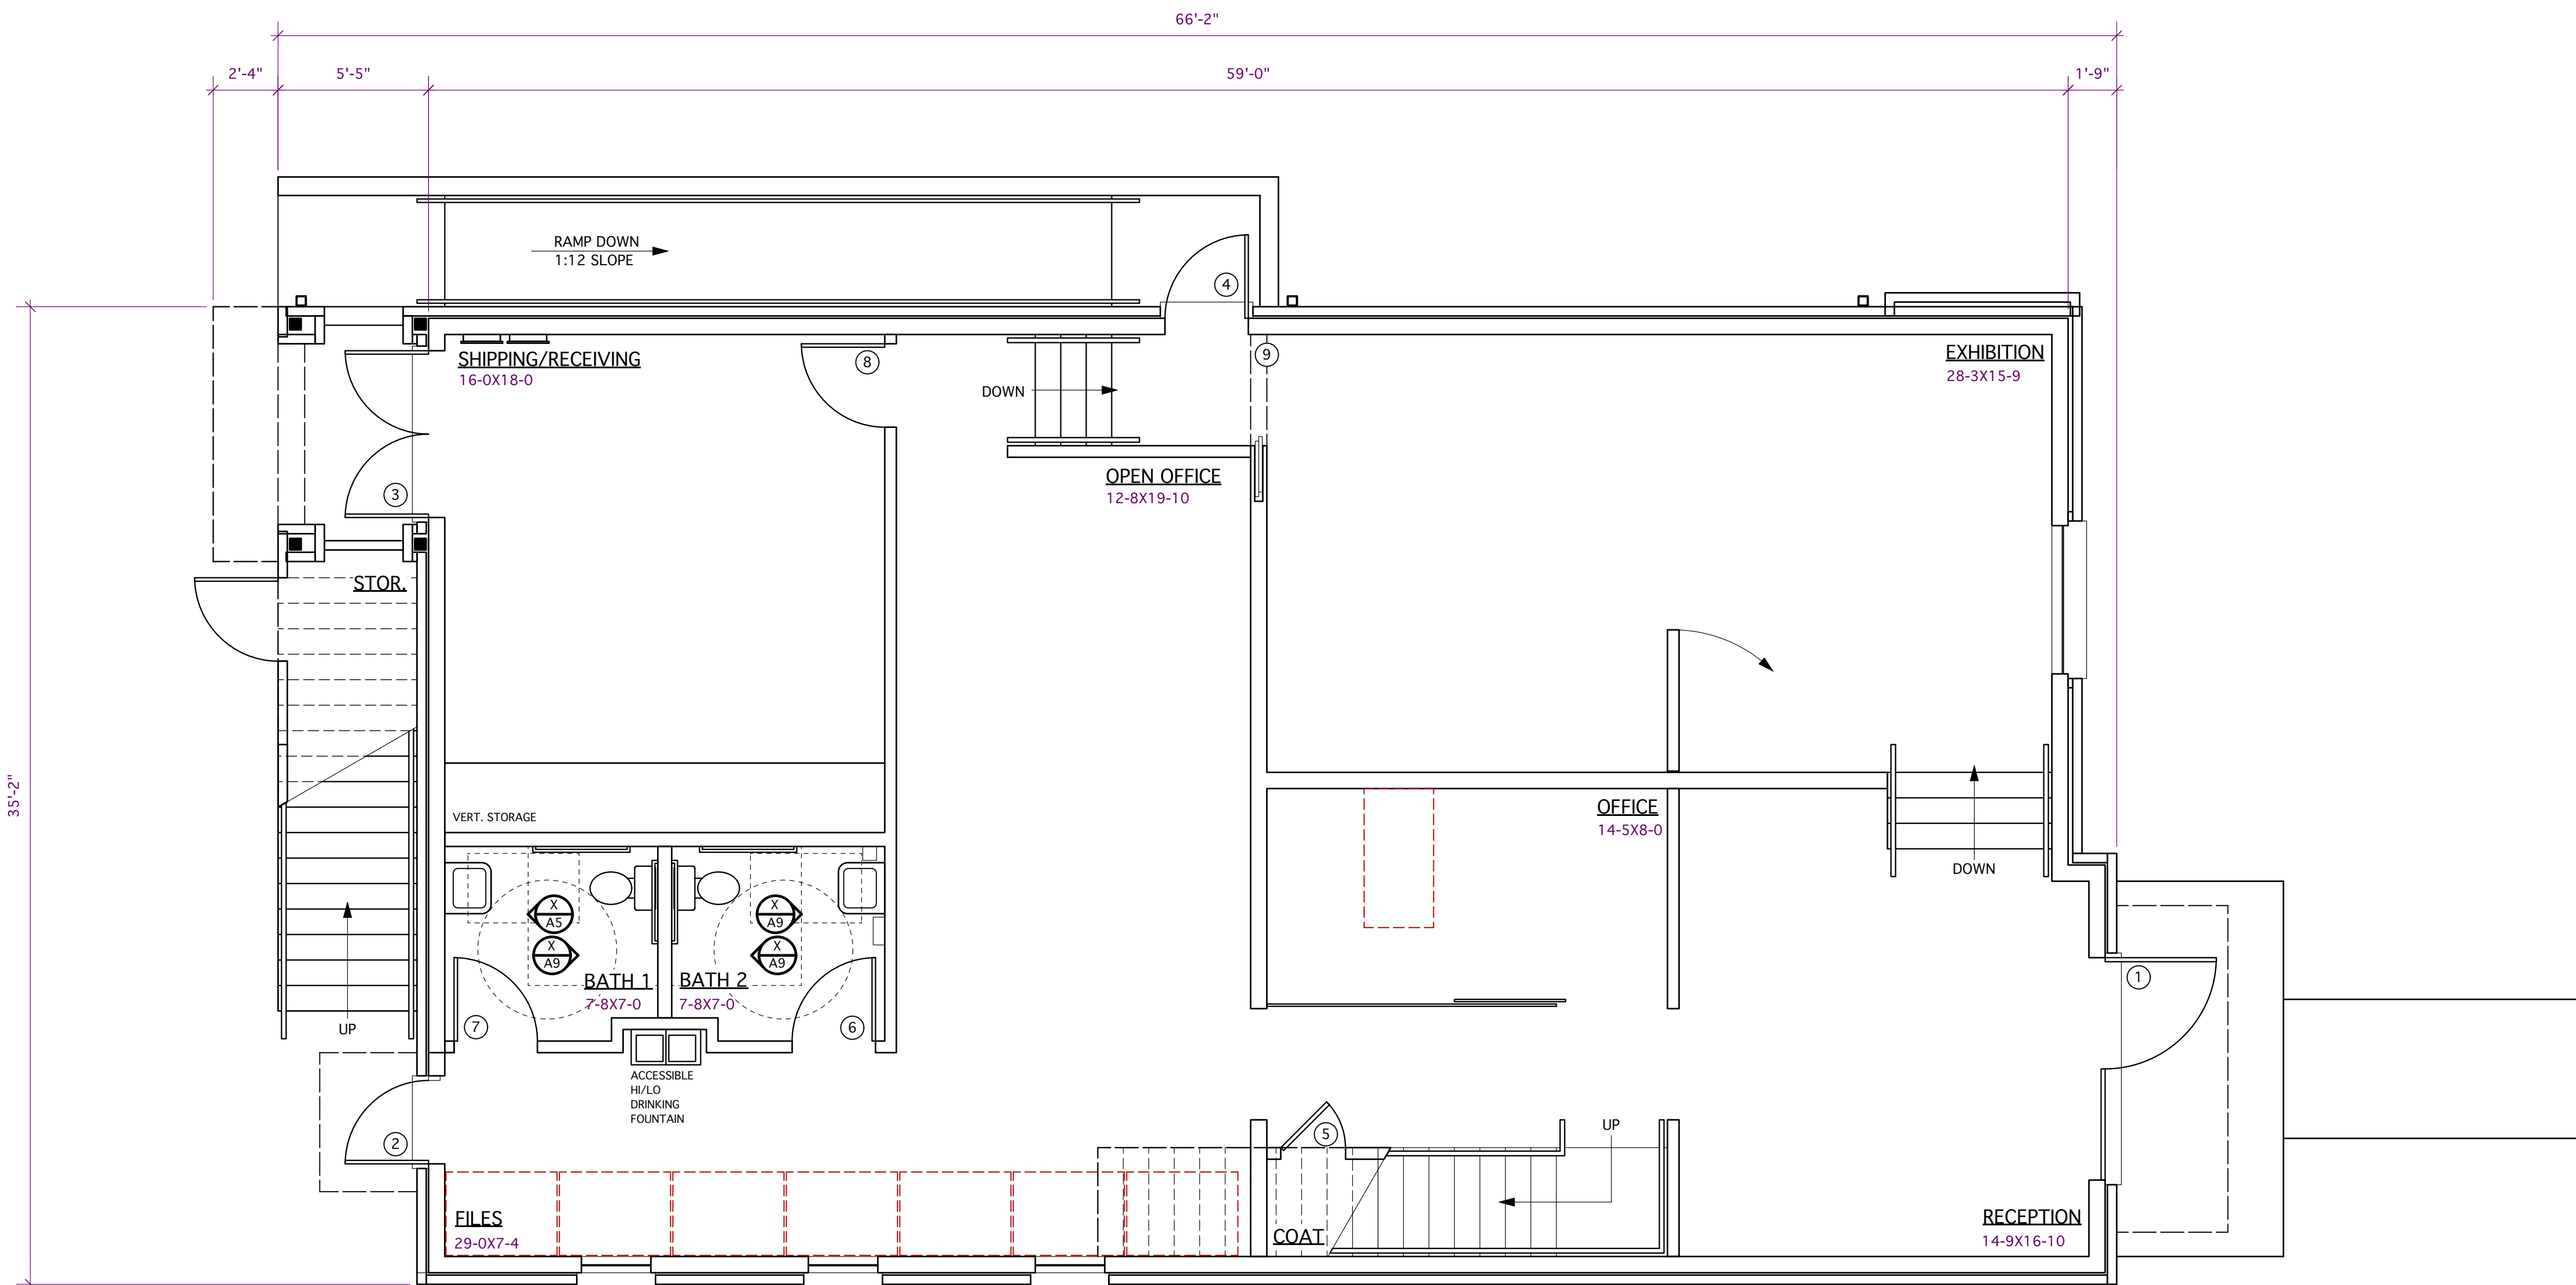 66'-2"
2'-4"
5'-5"
59'-0"
1'-9"
RAMP DOWN
1:12 SLOPE
4
SHIPPING/RECEIVING
16-0X18-0
8
DOWN
9
EXHIBITION
28-3X15-9
3
OPEN OFFICE
12-8X19-10
STOR.
35'-2"
VERT. STORAGE
OFFICE
14-5X8-0
DOWN
X
A5
X
A9
X
A9
X
A9
BATH 1
7-8X7-0
BATH 2
7-8X7-0
1
UP
7
6
ACCESSIBLE
HI/LO
DRINKING
FOUNTAIN
2
5
UP
FILES
29-0X7-4
COAT
RECEPTION
14-9X16-10